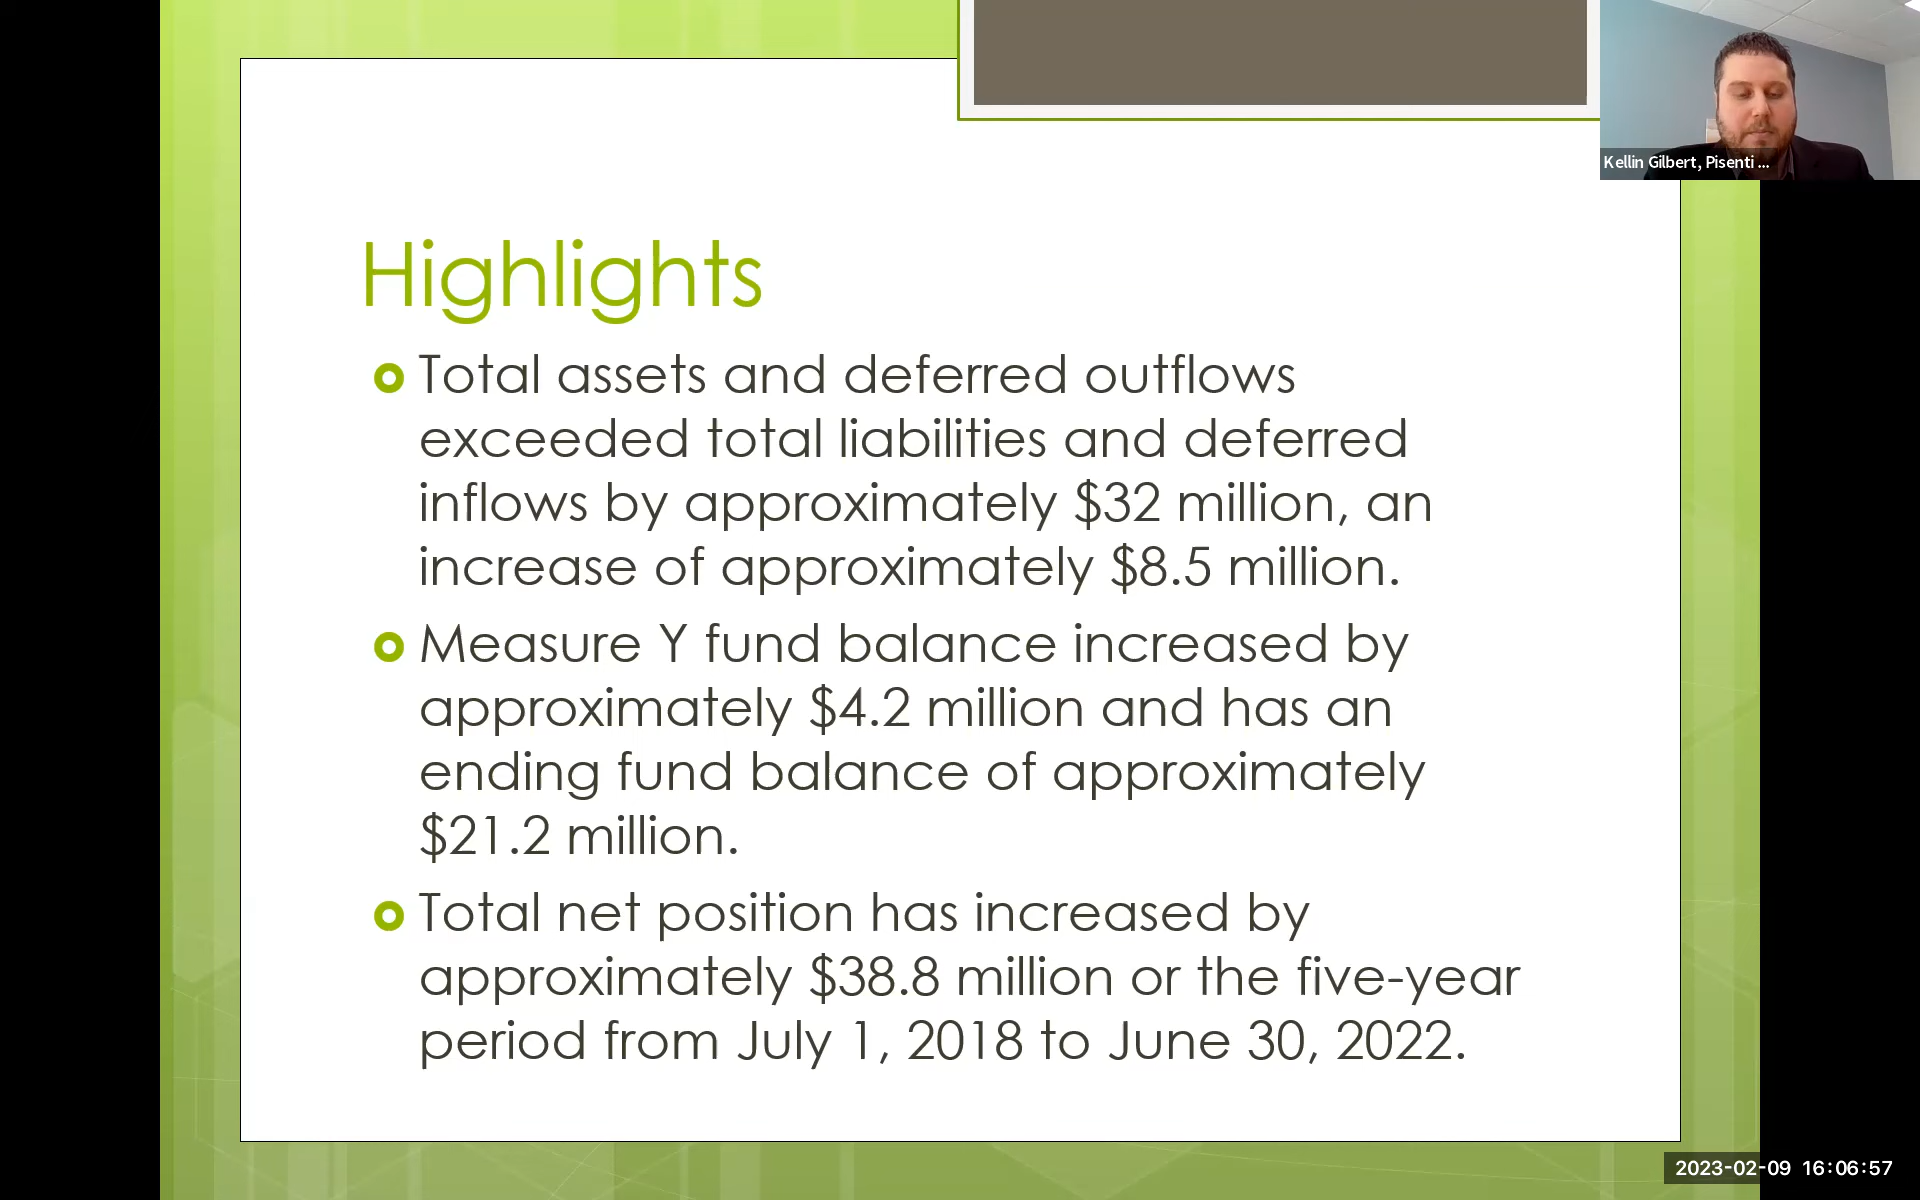 Kellin Gilbert, Pisenti ...
Highlights
Total assets and deferred outflows
exceeded total liabilities and deferred
inflows by approximately $32 million, an
increase of approximately $8.5 million.
Measure Y fund balance increased by
approximately $4.2 million and has an
ending fund balance of approximately
$21.2 million.
Total net position has increased by
approximately $38.8 million or the five-year
period from July 1, 2018 to June 30, 2022.
2023-02-09 16:06:57